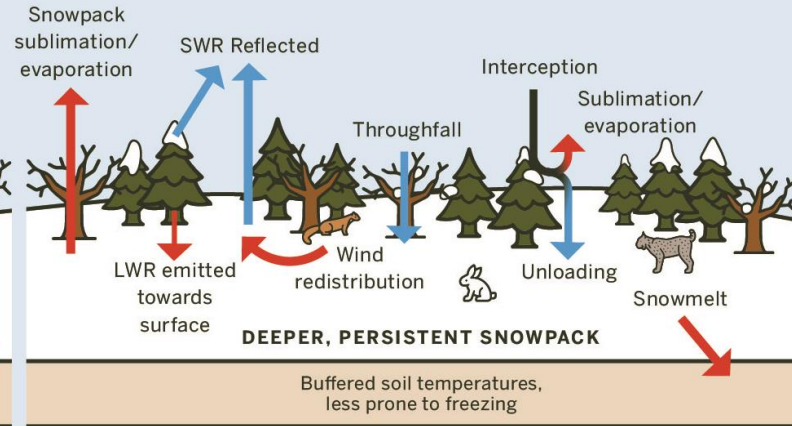 Snowpack
sublimation/
evaporation
SWR Reflected
Interception
Sublimation/
evaporation
Throughfall
LWR emitted
towards
surface
Wind
redistribution
Unloading
Snowmelt
DEEPER, PERSISTENT SNOWPACK
Buffered soil temperatures,
less prone to freezing